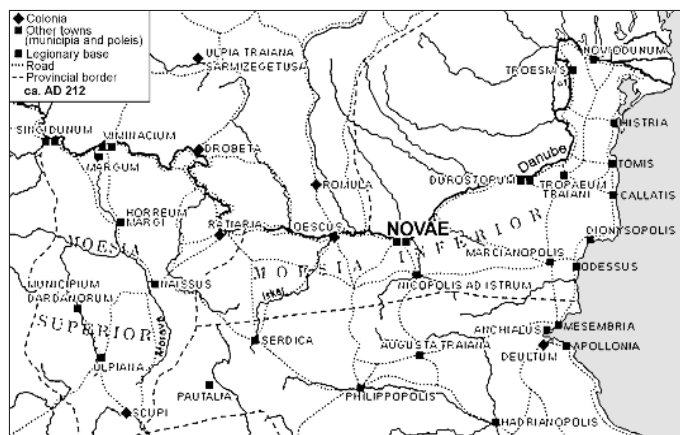 Colonia
Other towns
(municipia and poleis)
Legionary base
Road
Provincial border
ca. AD 212
ULPIA TRAIANA
SARMIZEGETUSA
NOVIODUNUM
TROESMIS
SINGIDUNUM
VIMINACIUM
MARGUM
DROBETA
HISTRIA
Danube
TOMIS
ROMULA
DUROSTORUM
TROPAEUM
TRAIANI
CALLATIS
HORREUM
MARGI
RATIARIA
OESCUS
NOVAE
DIONYSOPOLIS
MOESIA
MOESIA INFERIOR
MARCIANOPOLIS
ODESSUS
MUNICIPIUM
DARDANORUM
NAISSUS
Isker
NICOPOLIS AD ISTRUM
SUPERIOR
Morava
SERDICA
ANCHIALUS
MESEMBRIA
AUGUSTA TRAIANA
DEULTUM
APOLLONIA
ULPIANA
PAUTALIA
PHILIPPOPOLIS
SCUPI
HADRIANOPOLIS